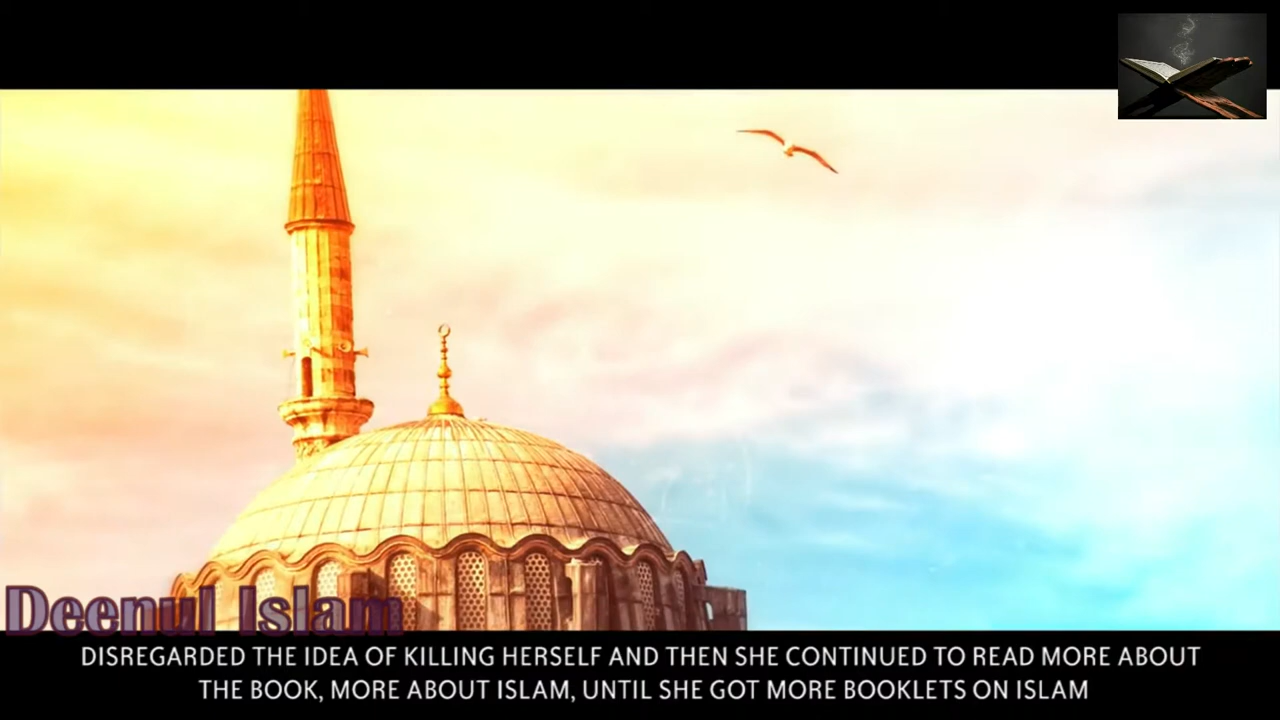 Deenul Islam
DISREGARDED THE IDEA OF KILLING HERSELF AND THEN SHE CONTINUED TO READ MORE ABOUT
THE BOOK, MORE ABOUT ISLAM, UNTIL SHE GOT MORE BOOKLETS ON ISLAM